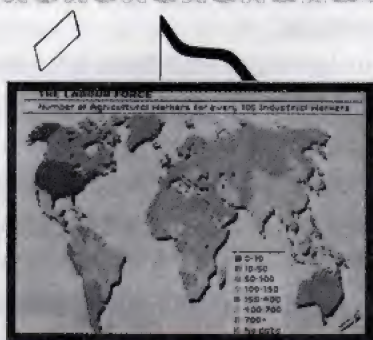 THE LABOUR FORCE
Number of Agricultural Workers for every 100 Industrial Workers
0-10
10-50
50-100
100-150
150-400
400-700
700+
No data